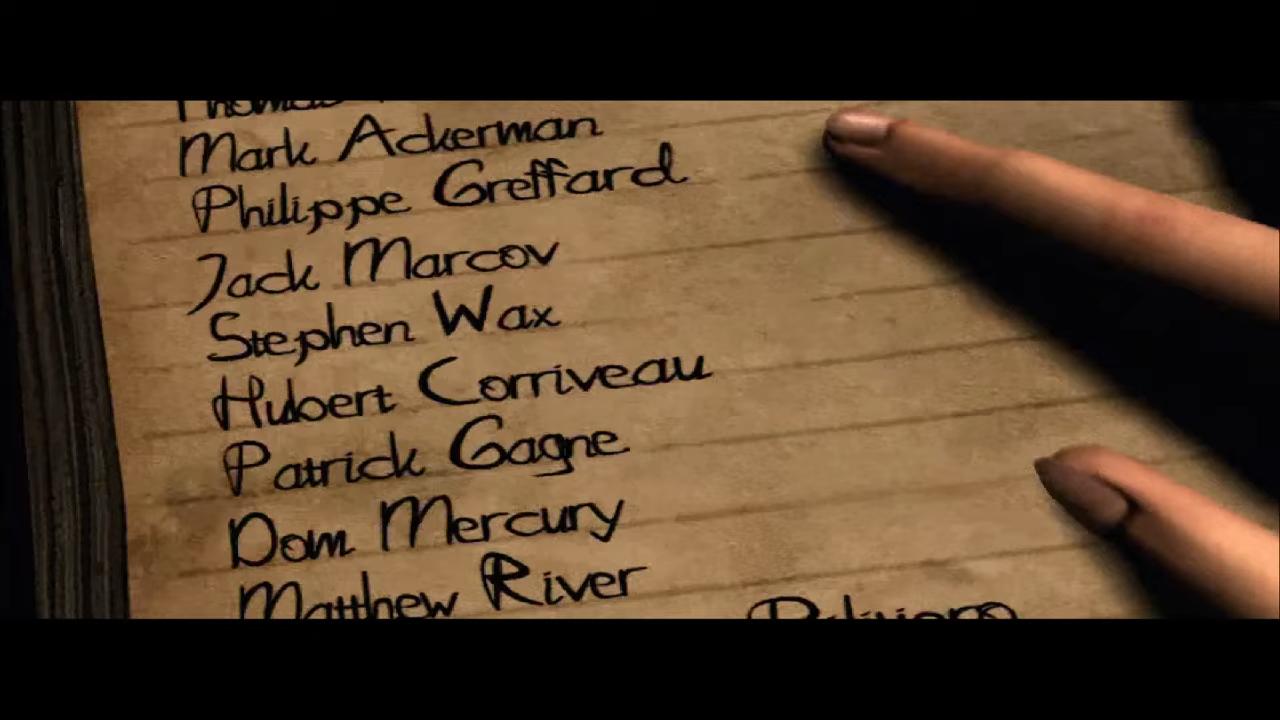 Mark Ackerman
Philippe Greffard
Jack Marcov
Stephen Wax
Hubert Corriveau
Patrick Gagne
Dom Mercury
Matthew River